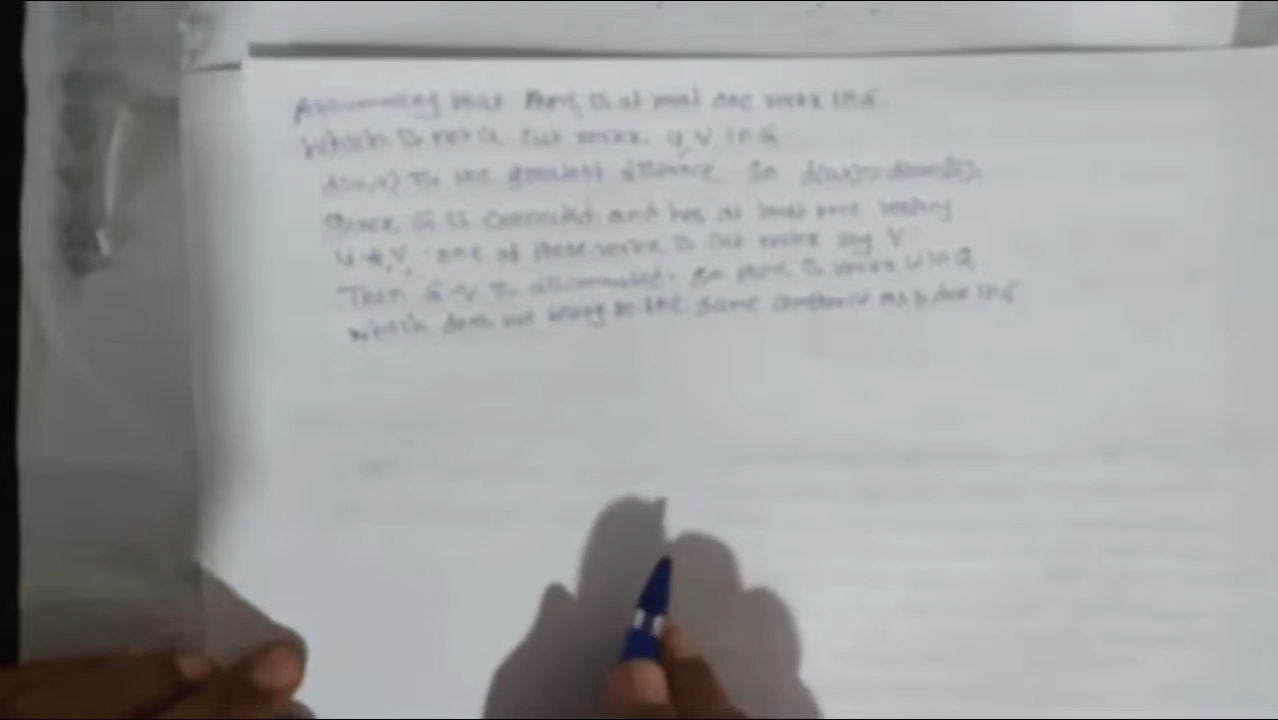 Assuming that there is at most one vertex in G
Which is not a cut vertex. u, v in G
d(u,v) is the greatest distance So d(u,v) =
Since G is connected and has at least two
u & v. one of these vertex is cut vertex say v
Then G-v is disconnected. So there is vertex in G
Which does not belong to the same component as in G